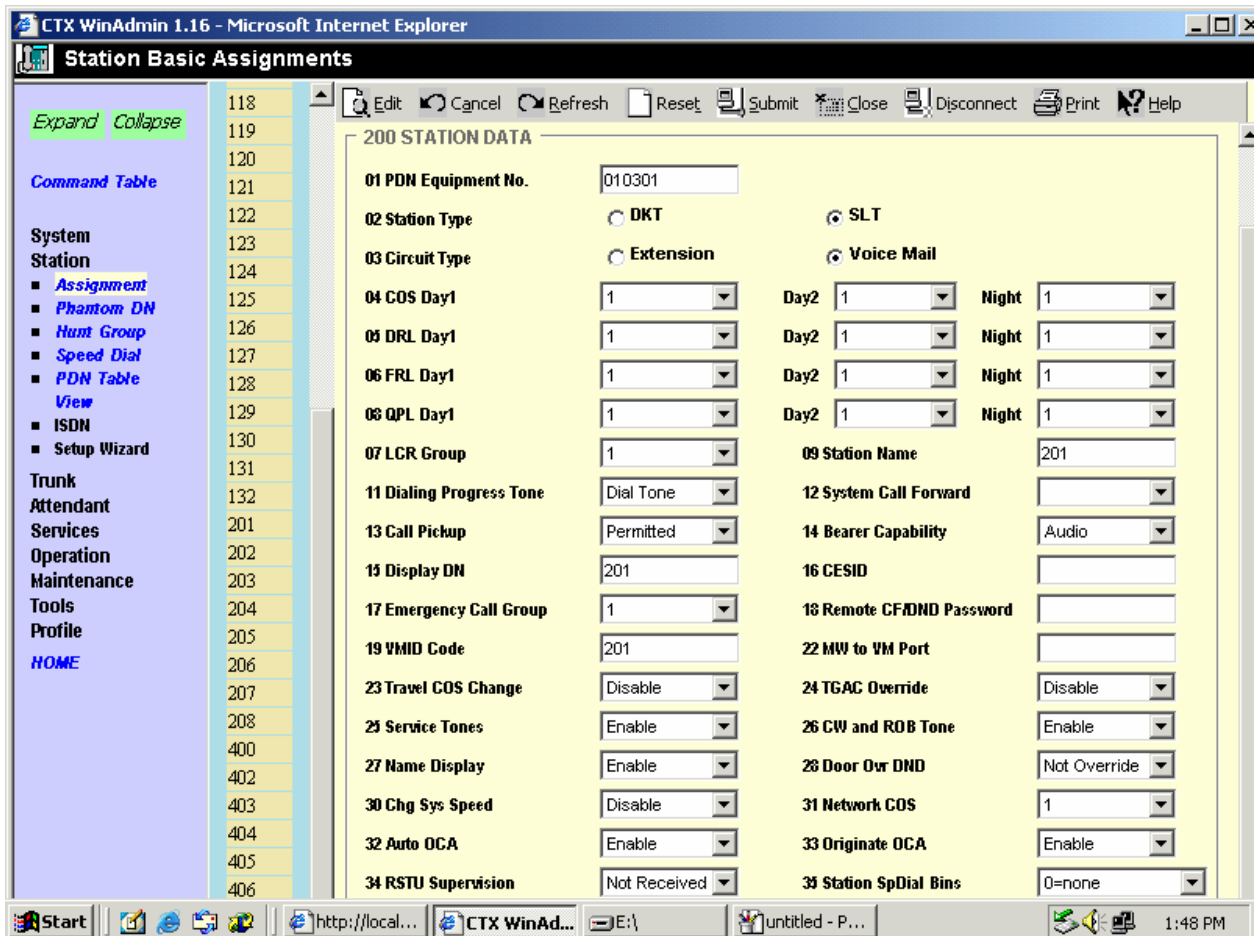 CTX WinAdmin 1.16 - Microsoft Internet Explorer
Station Basic Assignments
Expand Collapse
Command Table
System
Station
Assignment
Phantom DN
Hunt Group
Speed Dial
PDN Table
View
ISDN
Setup Wizard
Trunk
Attendant
Services
Operation
Maintenance
Tools
Profile
HOME
118
119
120
121
122
123
124
125
126
127
128
129
130
131
132
201
202
203
204
205
206
207
208
400
402
403
404
405
406
Edit Cancel Refresh Reset Submit Close Disconnect Print Help
200 STATION DATA
01 PDN Equipment No. 010301
02 Station Type DKT SLT
03 Circuit Type Extension Voice Mail
04 COS Day1 1 Day2 1 Night 1
05 DRL Day1 1 Day2 1 Night 1
06 FRL Day1 1 Day2 1 Night 1
08 QPL Day1 1 Day2 1 Night 1
07 LCR Group 1 09 Station Name 201
11 Dialing Progress Tone Dial Tone 12 System Call Forward
13 Call Pickup Permitted 14 Bearer Capability Audio
15 Display DN 201 16 CESID
17 Emergency Call Group 1 18 Remote CF/DND Password
19 VMID Code 201 22 MW to VM Port
23 Travel COS Change Disable 24 TGAC Override Disable
25 Service Tones Enable 26 CW and ROB Tone Enable
27 Name Display Enable 28 Door Ovr DND Not Override
30 Chg Sys Speed Disable 31 Network COS 1
32 Auto OCA Enable 33 Originate OCA Enable
34 RSTU Supervision Not Received 35 Station SpDial Bins 0=none
Start http://local... CTX WinAd... E:\ untitled - P... 1:48 PM